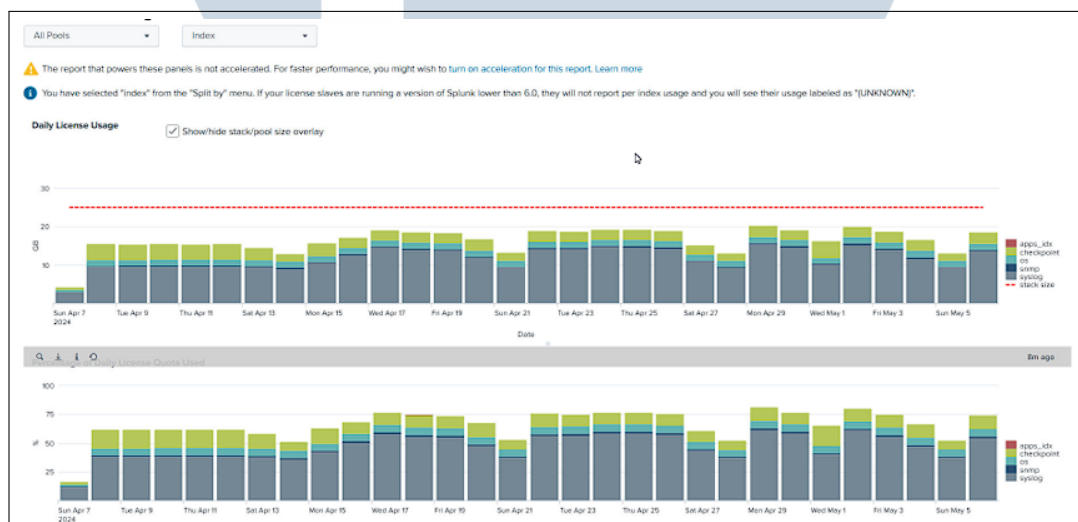 All Pools
Index
The report that powers these panels is not accelerated. For faster performance, you might wish to turn on acceleration for this report. Learn more
You have selected "index" from the "Split by" menu. If your license slaves are running a version of Splunk lower than 6.0, they will not report per index usage and you will see their usage labeled as "(UNKNOWN)".
Daily License Usage
Show/hide stack/pool size overlay
30
20
10
GB
apps_idx
checkpoint
os
snmp
syslog
stack size
Sun Apr 7 Tue Apr 9 Thu Apr 11 Sat Apr 13 Mon Apr 15 Wed Apr 17 Fri Apr 19 Sun Apr 21 Tue Apr 23 Thu Apr 25 Sat Apr 27 Mon Apr 29 Wed May 1 Fri May 3 Sun May 5
2024
Date
Percentage of Daily License Quota Used
8m ago
100
75
50
25
%
apps_idx
checkpoint
os
snmp
syslog
Sun Apr 7 Tue Apr 9 Thu Apr 11 Sat Apr 13 Mon Apr 15 Wed Apr 17 Fri Apr 19 Sun Apr 21 Tue Apr 23 Thu Apr 25 Sat Apr 27 Mon Apr 29 Wed May 1 Fri May 3 Sun May 5
2024